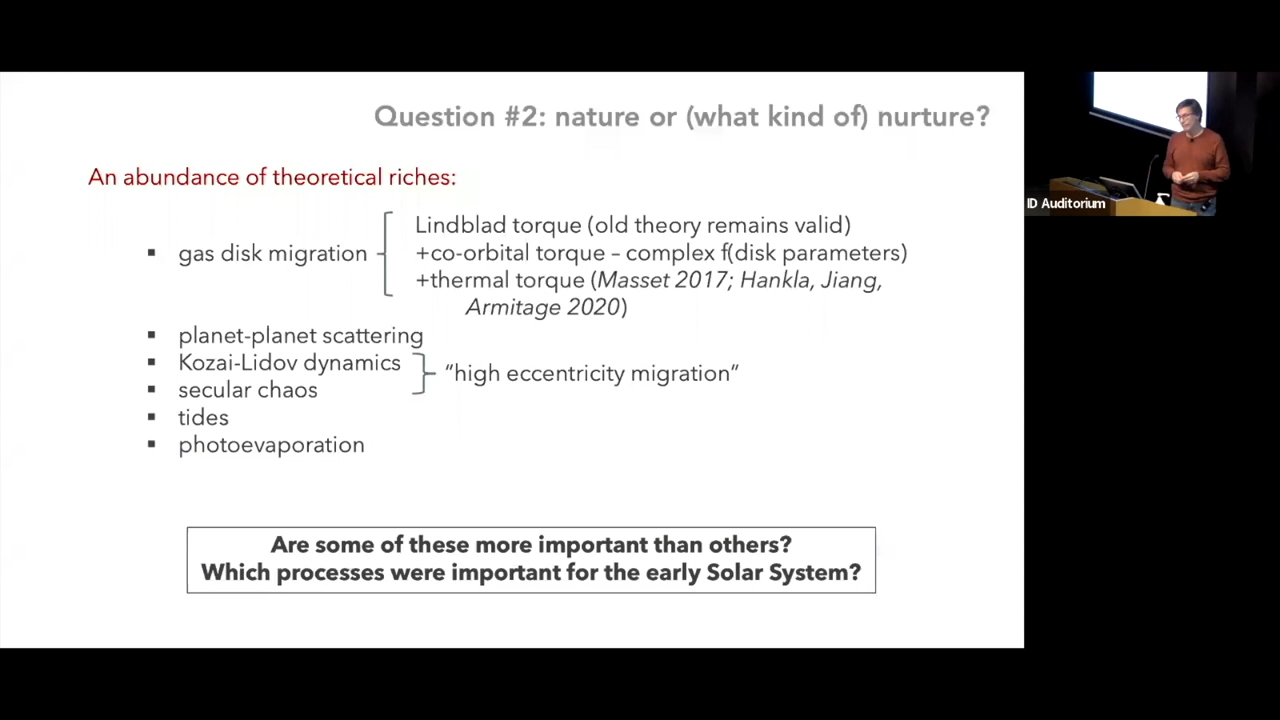 Question #2: nature or (what kind of) nurture?
An abundance of theoretical riches:
▪ gas disk migration
Lindblad torque (old theory remains valid)
+co-orbital torque – complex f(disk parameters)
+thermal torque (Masset 2017; Hankla, Jiang,
Armitage 2020)
▪ planet-planet scattering
▪ Kozai-Lidov dynamics
▪ secular chaos
“high eccentricity migration”
▪ tides
▪ photoevaporation
Are some of these more important than others?
Which processes were important for the early Solar System?
ID Auditorium